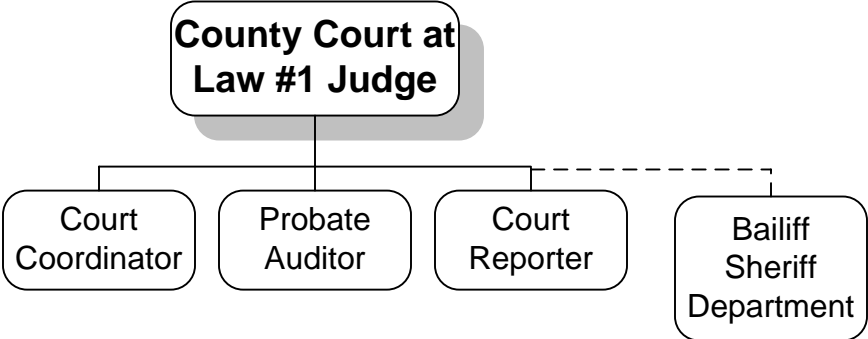 County Court at
Law #1 Judge
Court
Coordinator
Probate
Auditor
Court
Reporter
Bailiff
Sheriff
Department